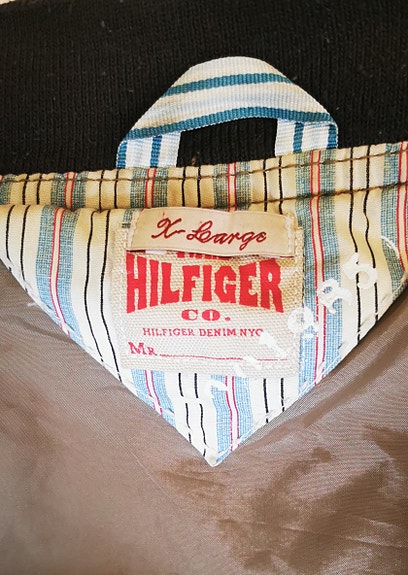 X-Large
HILFIGER
CO.
HILFIGER DENIM NYC
MR